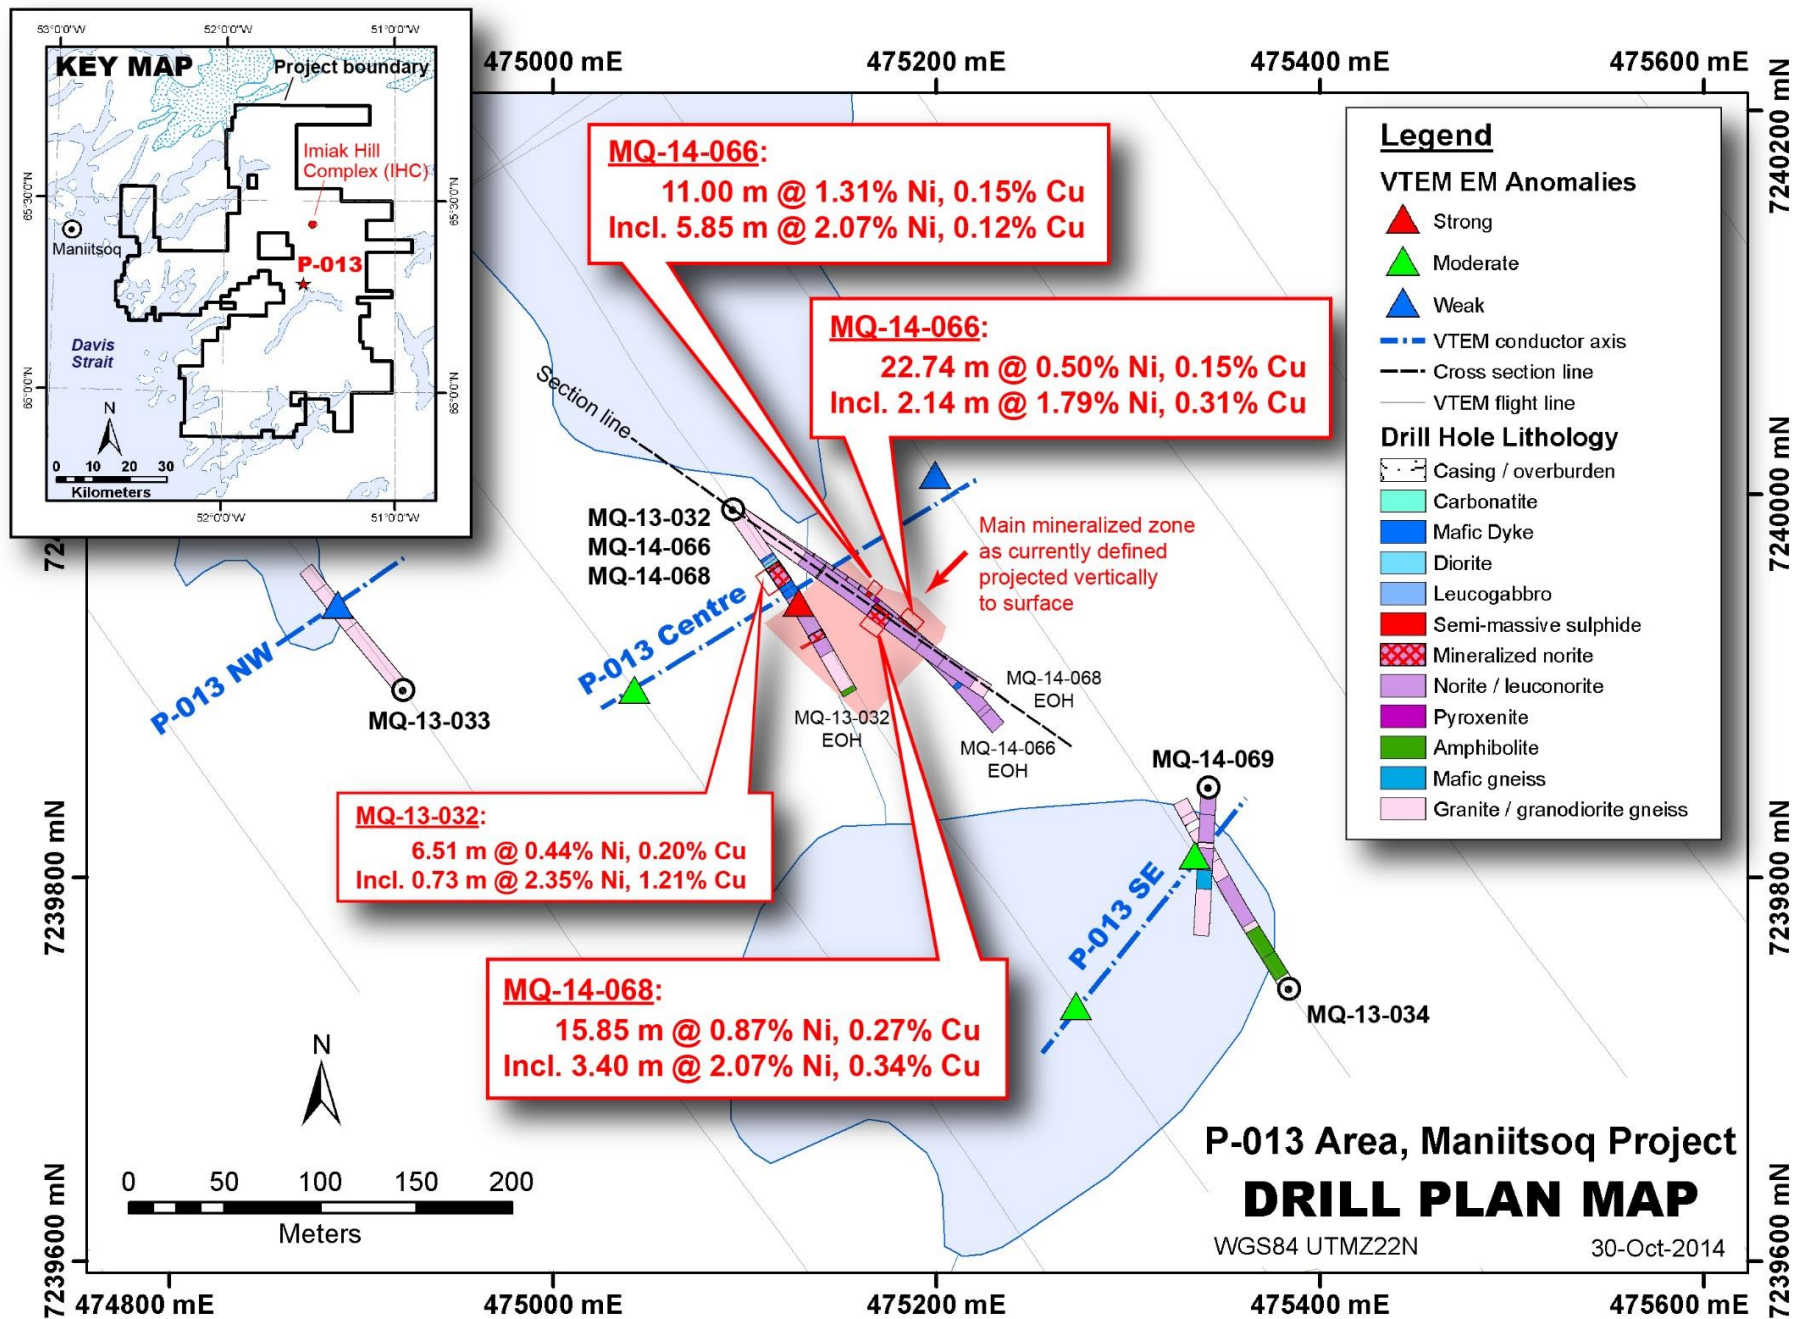 KEY MAP
Project boundary
53°0'0"W
52°0'0"W
51°0'0"W
65°30'0"N
65°30'0"N
Imiak Hill
Complex (IHC)
Maniitsoq
P-013
Davis
Strait
N
0 10 20 30
Kilometers
52°0'0"W
51°0'0"W
475000 mE
475200 mE
475400 mE
475600 mE
7240200 mN
7240000 mN
7239800 mN
7239600 mN
72
7239800 mN
7239600 mN
474800 mE
475000 mE
475200 mE
475400 mE
475600 mE
MQ-14-066:
11.00 m @ 1.31% Ni, 0.15% Cu
Incl. 5.85 m @ 2.07% Ni, 0.12% Cu
MQ-14-066:
22.74 m @ 0.50% Ni, 0.15% Cu
Incl. 2.14 m @ 1.79% Ni, 0.31% Cu
Section line
MQ-13-032
MQ-14-066
MQ-14-068
Main mineralized zone
as currently defined
projected vertically
to surface
P-013 NW
P-013 Centre
MQ-13-033
MQ-13-032
EOH
MQ-14-068
EOH
MQ-14-066
EOH
MQ-13-032:
6.51 m @ 0.44% Ni, 0.20% Cu
Incl. 0.73 m @ 2.35% Ni, 1.21% Cu
MQ-14-069
P-013 SE
MQ-13-034
MQ-14-068:
15.85 m @ 0.87% Ni, 0.27% Cu
Incl. 3.40 m @ 2.07% Ni, 0.34% Cu
Legend
VTEM EM Anomalies
Strong
Moderate
Weak
VTEM conductor axis
Cross section line
VTEM flight line
Drill Hole Lithology
Casing / overburden
Carbonatite
Mafic Dyke
Diorite
Leucogabbro
Semi-massive sulphide
Mineralized norite
Norite / leuconorite
Pyroxenite
Amphibolite
Mafic gneiss
Granite / granodiorite gneiss
N
0 50 100 150 200
Meters
P-013 Area, Maniitsoq Project
DRILL PLAN MAP
WGS84 UTMZ22N
30-Oct-2014